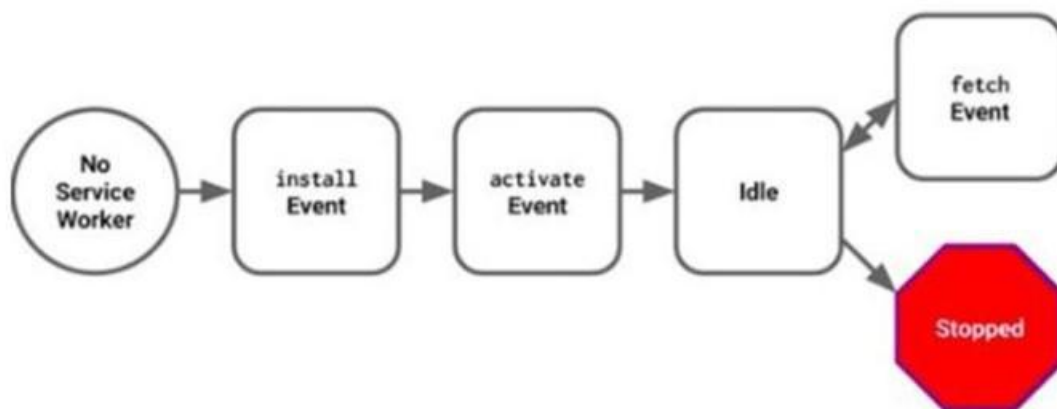 No
Service
Worker
install
Event
activate
Event
Idle
fetch
Event
Stopped